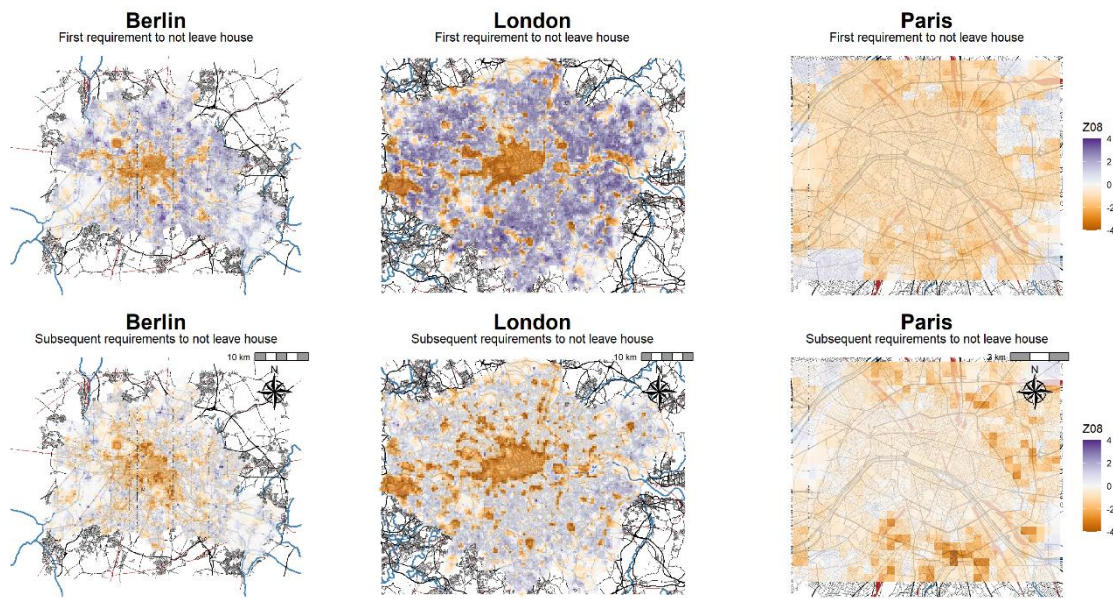 Berlin
First requirement to not leave house
London
First requirement to not leave house
Paris
First requirement to not leave house
Z08
4
2
0
-2
-4
Berlin
Subsequent requirements to not leave house
10 km
N
London
Subsequent requirements to not leave house
10 km
N
Paris
Subsequent requirements to not leave house
2 km
N
Z08
4
2
0
-2
-4